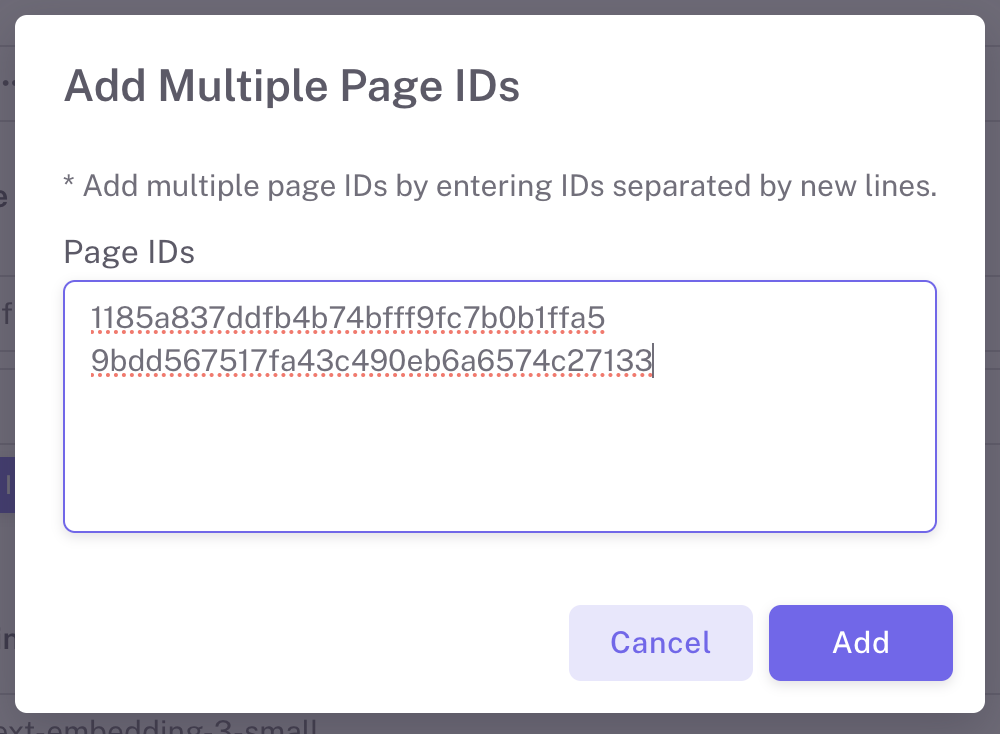 Add Multiple Page IDs
* Add multiple page IDs by entering IDs separated by new lines.
Page IDs
1185a837ddfb4b74bfff9fc7b0b1ffa5
9bdd567517fa43c490eb6a6574c27133
Cancel
Add
ext-embedding-3-small